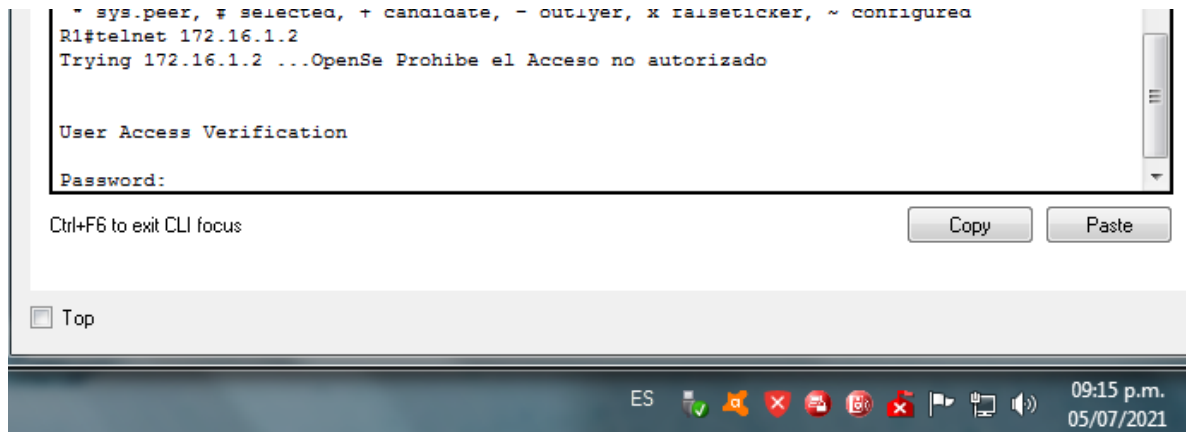 * sys.peer, # selected, + candidate, - outlyer, x falseticker, ~ configured
R1#telnet 172.16.1.2
Trying 172.16.1.2 ...OpenSe Prohibe el Acceso no autorizado
User Access Verification
Password:
Ctrl+F6 to exit CLI focus
Copy
Paste
Top
ES
09:15 p.m.
05/07/2021